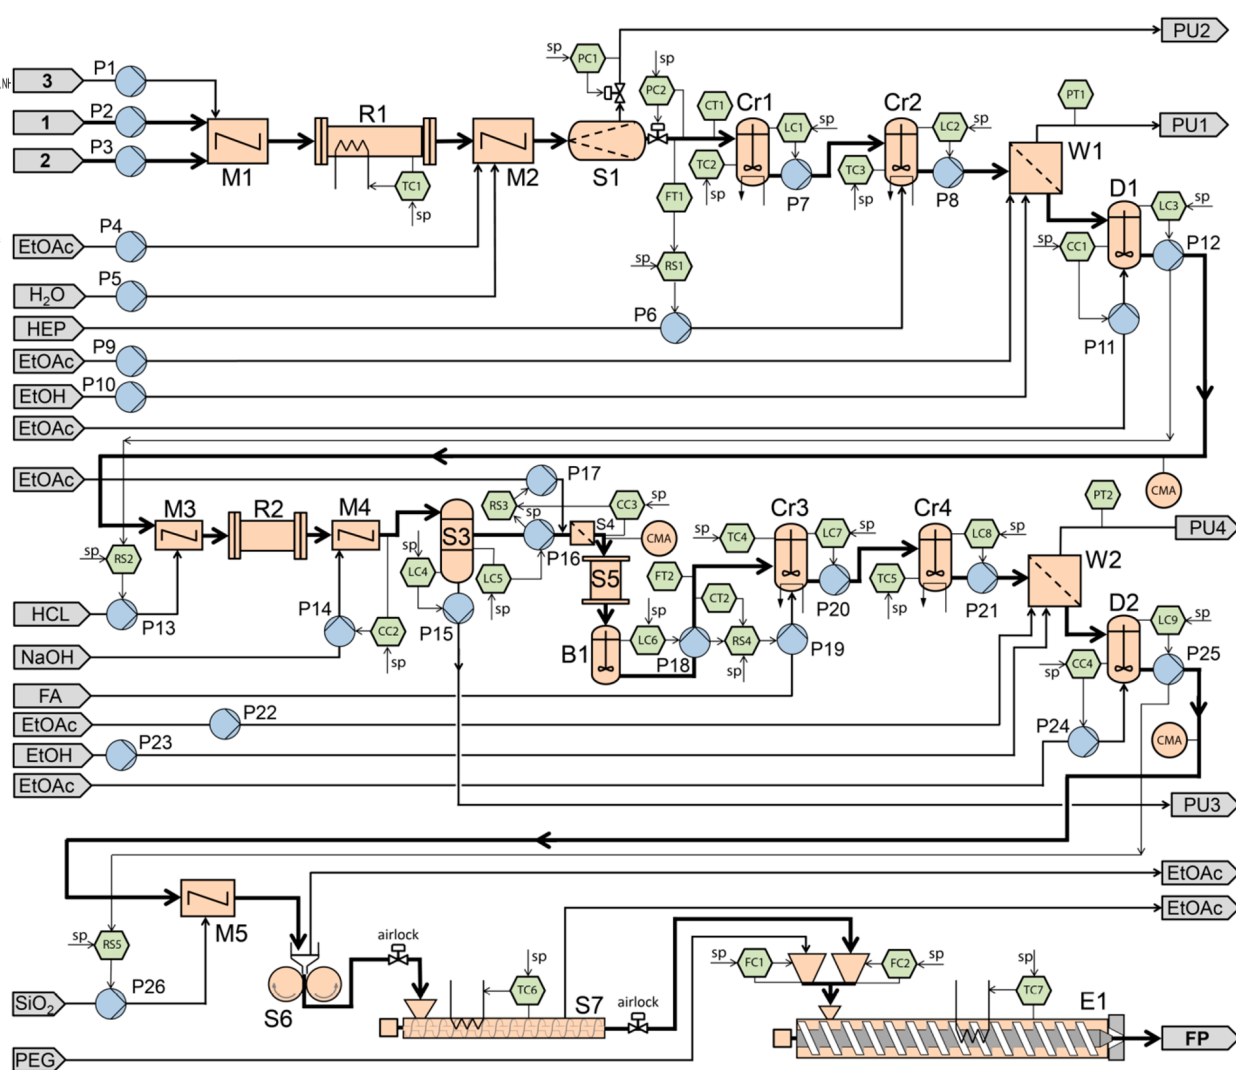 PU2
sp
PC1
sp
PC2
PT1
3
P1
CT1
Cr1
Cr2
1
P2
R1
LC1
sp
LC2
sp
PU1
2
P3
M1
TC1
sp
M2
S1
TC2
sp
P7
TC3
sp
P8
W1
FT1
D1
LC3
sp
EtOAc
P4
sp
CC1
P12
H2O
P5
sp
RS1
HEP
P6
P11
EtOAc
P9
EtOH
P10
EtOAc
EtOAc
P17
PT2
CMA
RS3
CC3
sp
sp
M3
R2
M4
S3
S4
Cr3
Cr4
PU4
P16
CMA
sp
TC4
LC7
sp
LC8
sp
sp
RS2
sp
LC4
LC5
sp
S5
FT2
TC5
sp
W2
P20
P21
CT2
D2
HCL
P13
P14
CC2
sp
P15
B1
sp
LC6
P18
RS4
sp
P19
LC9
sp
NaOH
sp
CC4
P25
FA
EtOAc
P22
P24
CMA
EtOH
P23
EtOAc
PU3
EtOAc
M5
EtOAc
sp
RS5
airlock
sp
TC6
sp
FC1
FC2
sp
sp
TC7
SiO2
P26
S6
S7
airlock
E1
FP
PEG